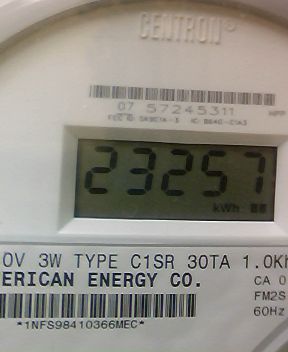 CENTRON®
07 57245311
23257
kWh
0V 3W TYPE C1SR 30TA 1.0Kh
ERICAN ENERGY CO.
CA 0
FM2S
60Hz
*1NFS98410366MEC*